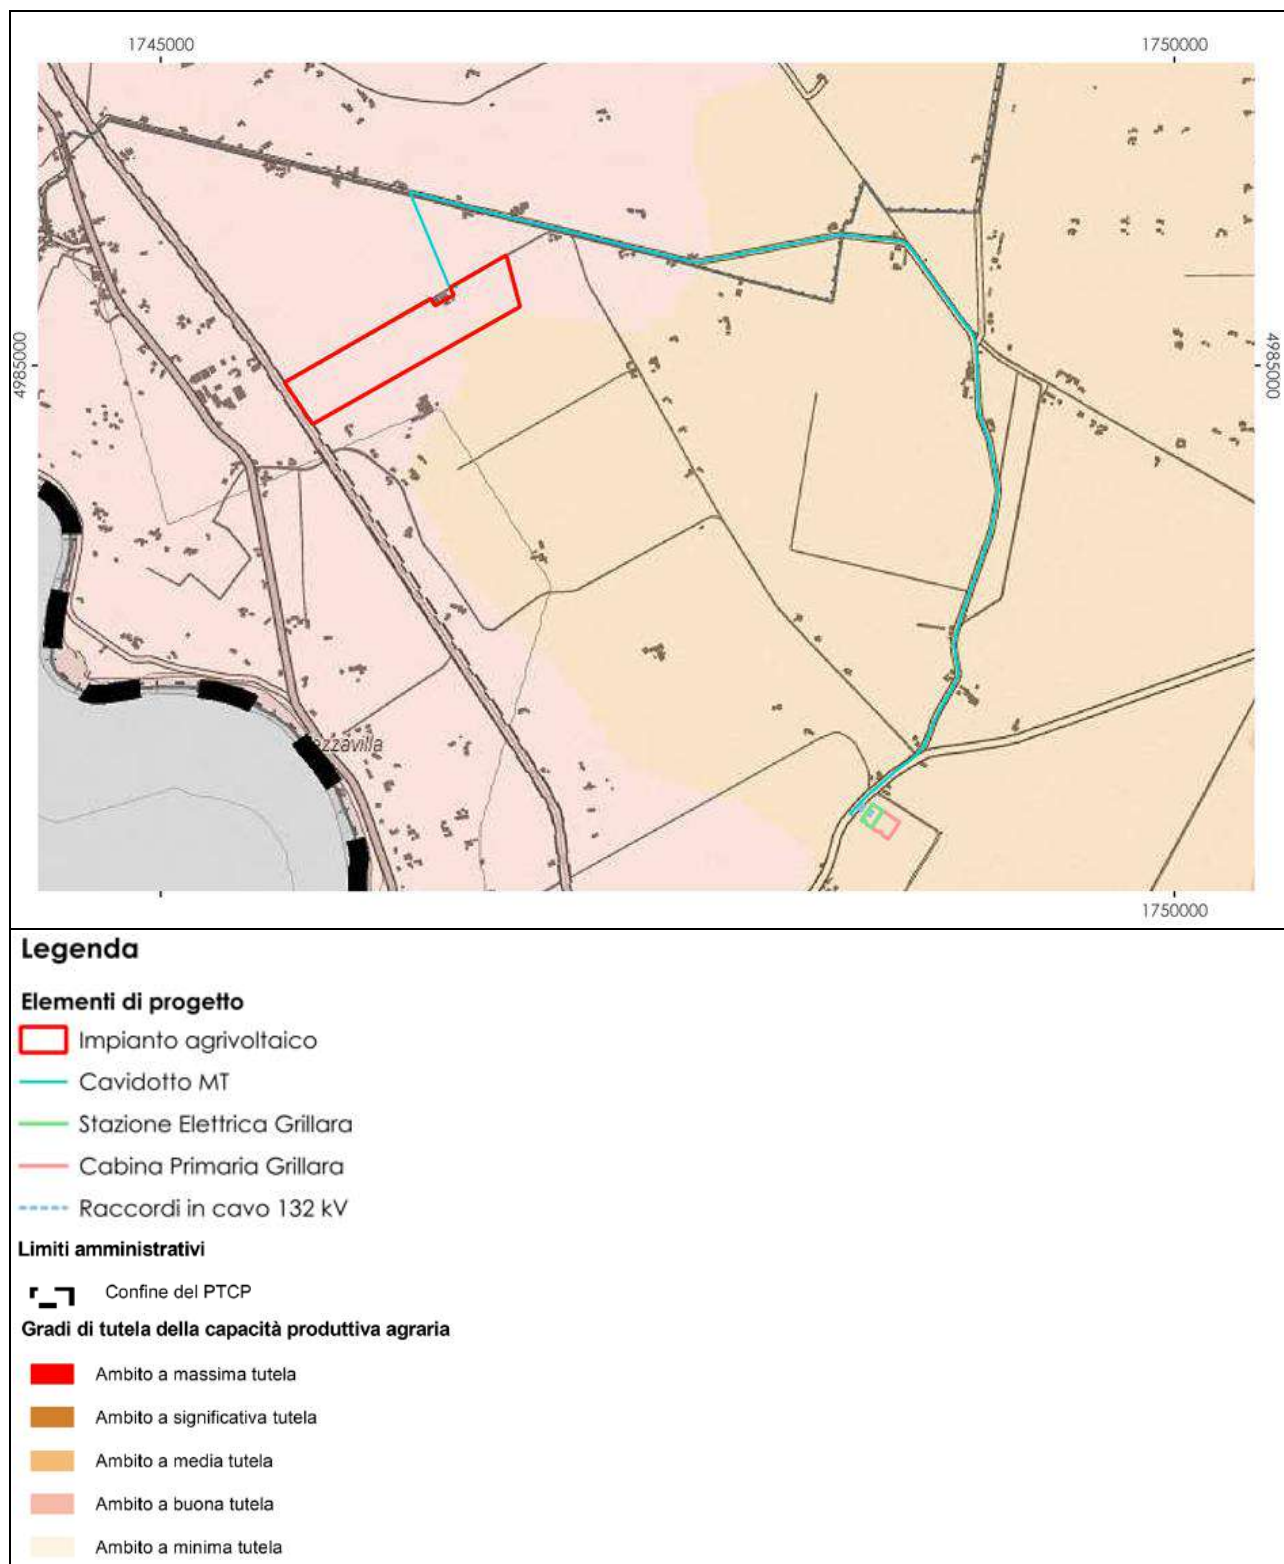 1745000 1750000
4985000 4985000
azzavilla
1750000
Legenda
Elementi di progetto
Impianto agrivoltaico
Cavidotto MT
Stazione Elettrica Grillara
Cabina Primaria Grillara
Raccordi in cavo 132 kV
Limiti amministrativi
Confine del PTCP
Gradi di tutela della capacità produttiva agraria
Ambito a massima tutela
Ambito a significativa tutela
Ambito a media tutela
Ambito a buona tutela
Ambito a minima tutela